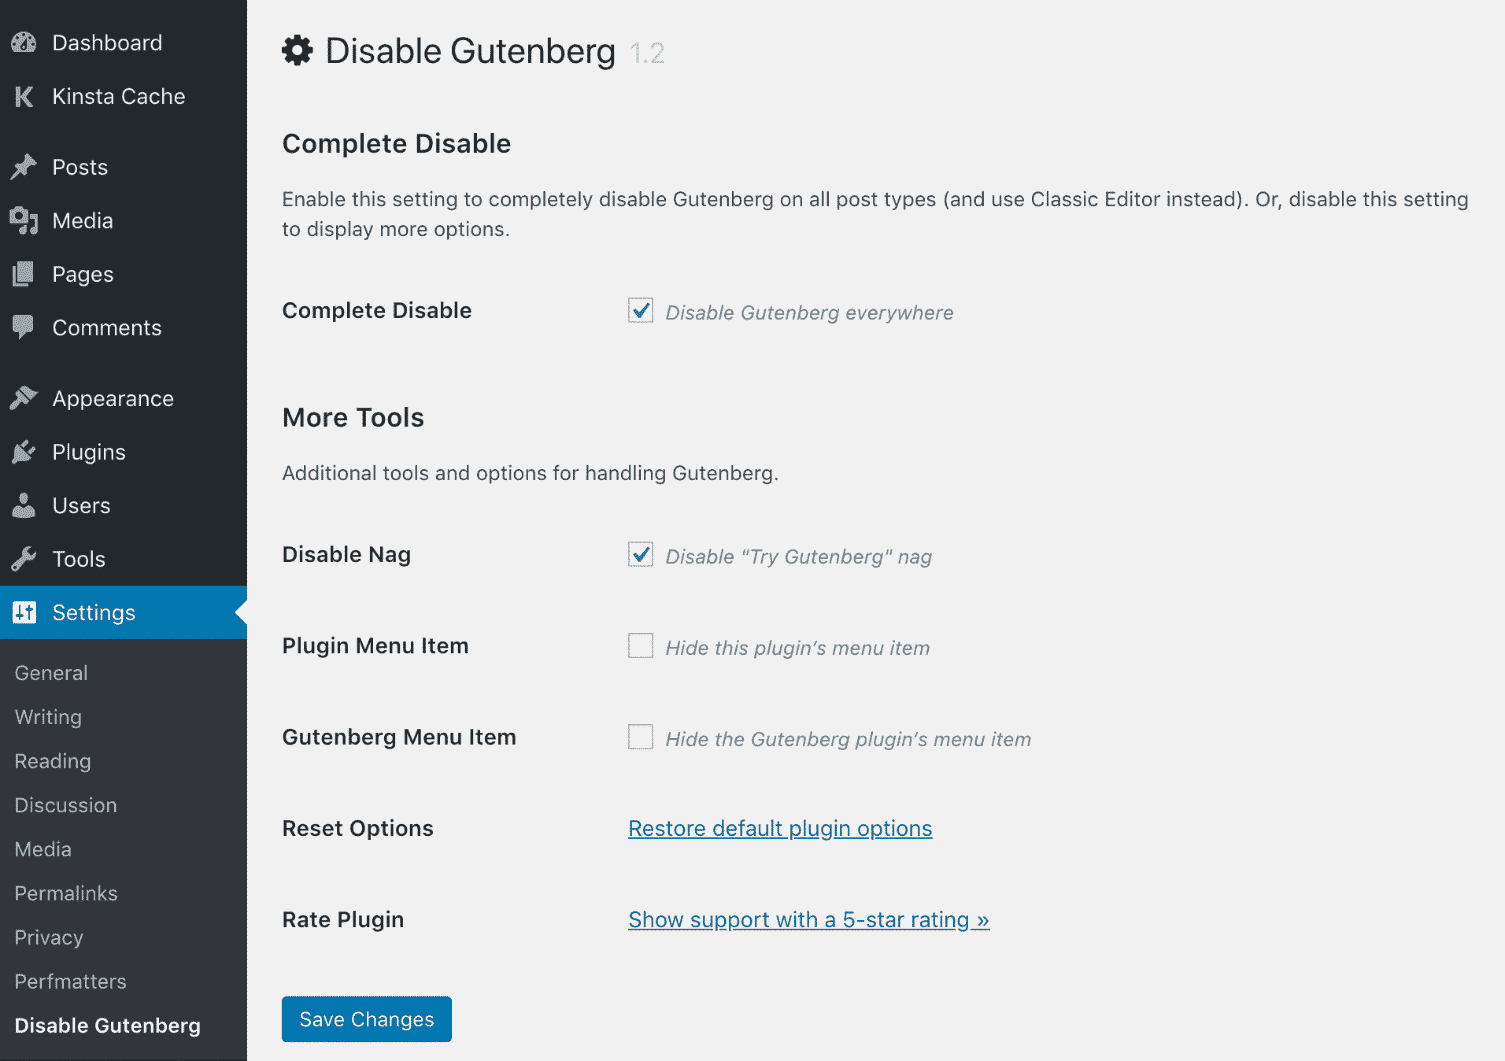 Dashboard
Kinsta Cache
Posts
Media
Pages
Comments
Appearance
Plugins
Users
Tools
Settings
General
Writing
Reading
Discussion
Media
Permalinks
Privacy
Perfmatters
Disable Gutenberg
Disable Gutenberg 1.2
Complete Disable
Enable this setting to completely disable Gutenberg on all post types (and use Classic Editor instead). Or, disable this setting
to display more options.
Complete Disable Disable Gutenberg everywhere
More Tools
Additional tools and options for handling Gutenberg.
Disable Nag Disable "Try Gutenberg" nag
Plugin Menu Item Hide this plugin’s menu item
Gutenberg Menu Item Hide the Gutenberg plugin’s menu item
Reset Options Restore default plugin options
Rate Plugin Show support with a 5-star rating »
Save Changes